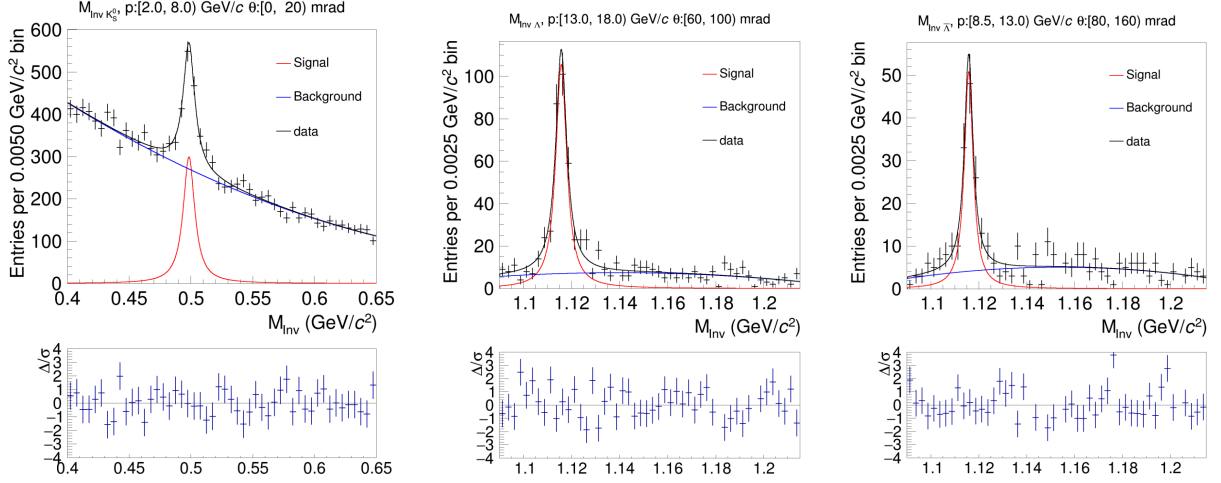 M_Inv K_S^0, p:[2.0, 8.0) GeV/c θ:[0, 20) mrad
Entries per 0.0050 GeV/c² bin
600
500
400
300
200
100
0
Signal
Background
data
0.4 0.45 0.5 0.55 0.6 0.65
M_Inv (GeV/c²)
Δ/σ
4
3
2
1
0
−1
−2
−3
−4
0.4 0.45 0.5 0.55 0.6 0.65
M_Inv Λ, p:[13.0, 18.0) GeV/c θ:[60, 100) mrad
Entries per 0.0025 GeV/c² bin
100
80
60
40
20
0
Signal
Background
data
1.1 1.12 1.14 1.16 1.18 1.2
M_Inv (GeV/c²)
Δ/σ
4
3
2
1
0
−1
−2
−3
−4
1.1 1.12 1.14 1.16 1.18 1.2
M_Inv Λ̅, p:[8.5, 13.0) GeV/c θ:[80, 160) mrad
Entries per 0.0025 GeV/c² bin
50
40
30
20
10
0
Signal
Background
data
1.1 1.12 1.14 1.16 1.18 1.2
M_Inv (GeV/c²)
Δ/σ
4
3
2
1
0
−1
−2
−3
−4
1.1 1.12 1.14 1.16 1.18 1.2